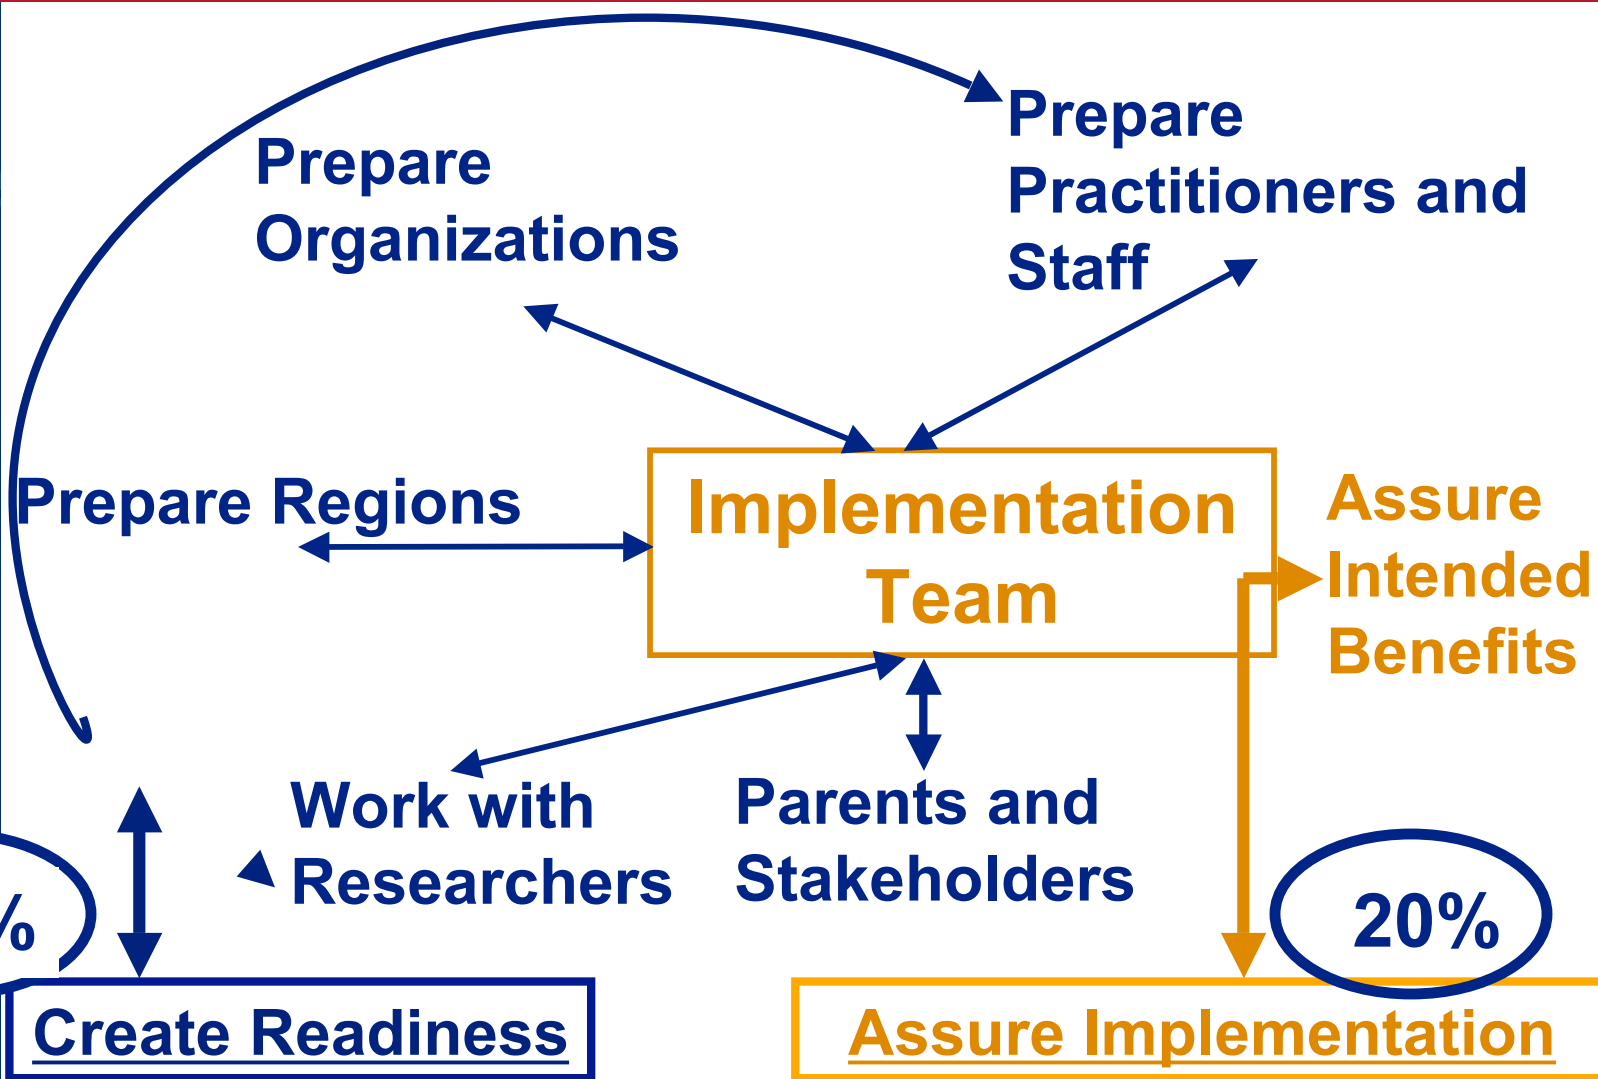 Prepare
Organizations
Prepare
Practitioners and
Staff
Prepare Regions
Implementation
Team
Assure
Intended
Benefits
Work with
Researchers
Parents and
Stakeholders
%
20%
Create Readiness
Assure Implementation